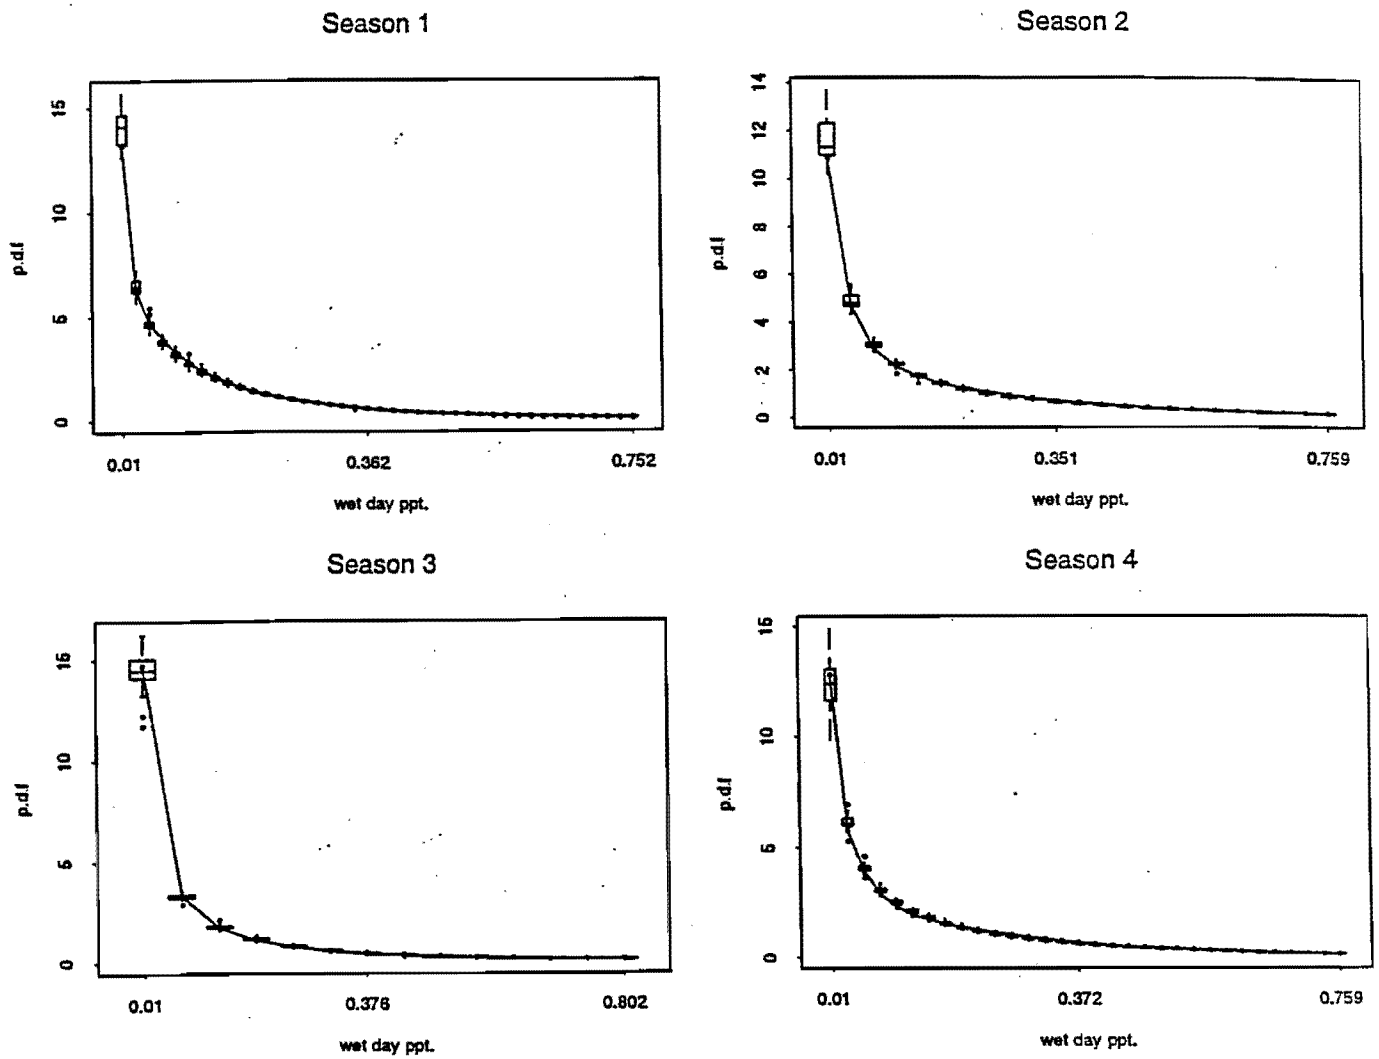 Season 1
Season 2
15
10
5
0
p.d.f
0.01 0.362 0.752
wet day ppt.
14
12
10
8
6
4
2
0
p.d.f
0.01 0.351 0.759
wet day ppt.
Season 3
Season 4
15
10
5
0
p.d.f
0.01 0.376 0.802
wet day ppt.
15
10
5
0
p.d.f
0.01 0.372 0.759
wet day ppt.